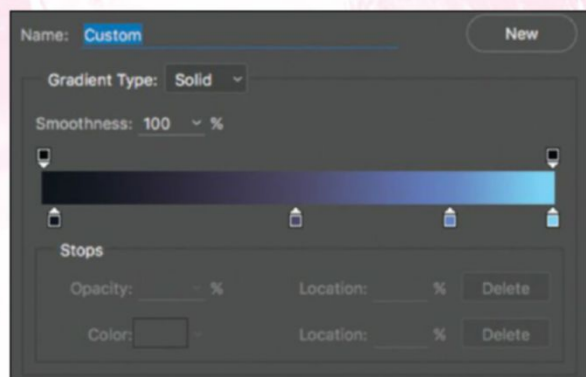 Name: Custom New
Gradient Type: Solid
Smoothness: 100 %
Stops
Opacity: % Location: % Delete
Color: Location: % Delete